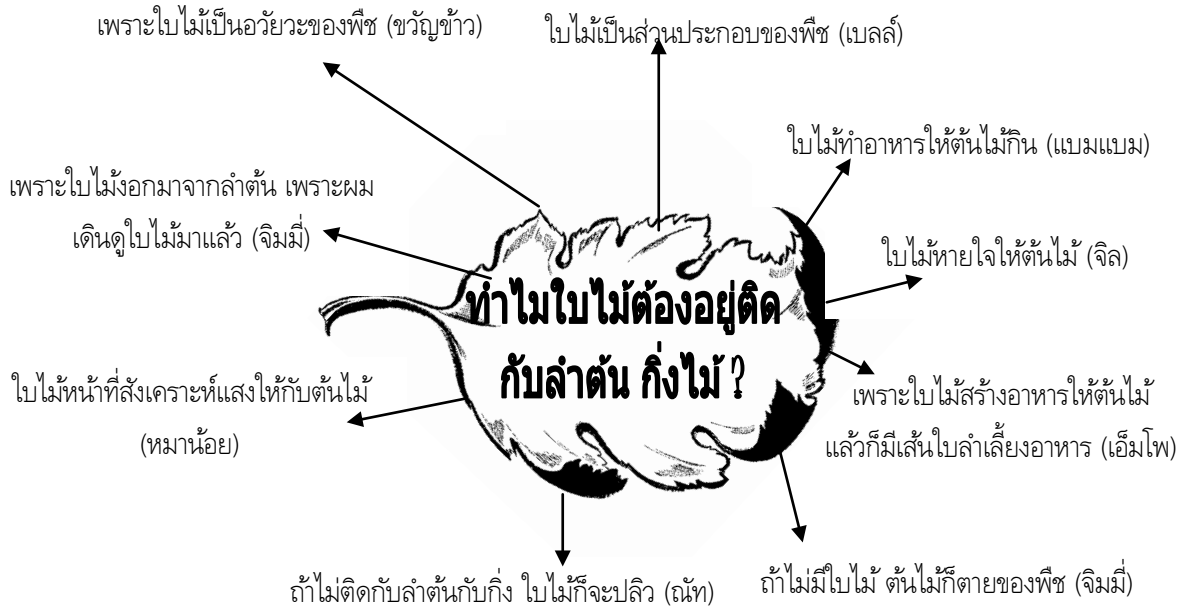 เพราะใบไม้เป็นอวัยวะของพืช (ขวัญข้าว)
ใบไม้เป็นส่วนประกอบของพืช (เบลล์)
ใบไม้ทำอาหารให้ต้นไม้กิน (แบมแบม)
เพราะใบไม้งอกมาจากลำต้น เพราะผม
เดินดูใบไม้มาแล้ว (จิมมี่)
ใบไม้หายใจให้ต้นไม้ (จิล)
ทำไมใบไม้ต้องอยู่ติด
กับลำต้น กิ่งไม้ ?
ใบไม้หน้าที่สังเคราะห์แสงให้กับต้นไม้
(หมาน้อย)
เพราะใบไม้สร้างอาหารให้ต้นไม้
แล้วก็มีเส้นใบลำเลี้ยงอาหาร (เอ็มโพ)
ถ้าไม่ติดกับลำต้นกับกิ่ง ใบไม้ก็จะปลิว (ณัท)
ถ้าไม่มีใบไม้ ต้นไม้ก็ตายของพืช (จิมมี่)